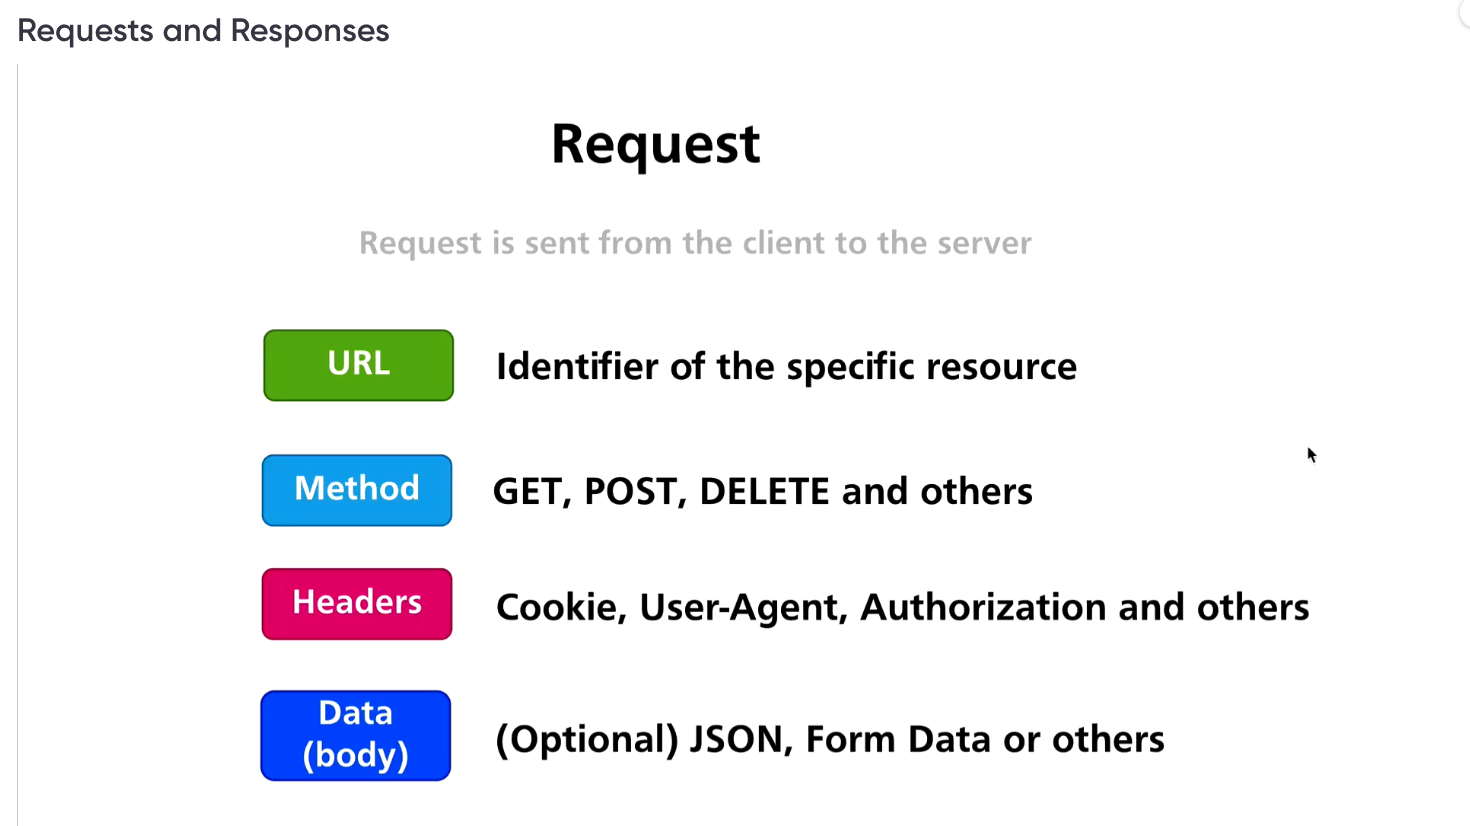 Requests and Responses
Request
Request is sent from the client to the server
URL
Identifier of the specific resource
Method
GET, POST, DELETE and others
Headers
Cookie, User-Agent, Authorization and others
Data
(body)
(Optional) JSON, Form Data or others